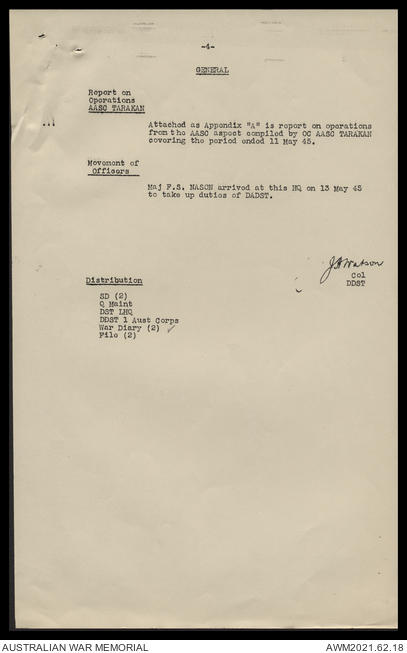 -4-
GENERAL
Report on
Operations
AASC TARAKAN
Attached as Appendix "A" is report on operations
from the AASC aspect compiled by OC AASC TARAKAN
covering the period ended 11 May 45.
Movement of
Officers
Maj F.S. NASON arrived at this HQ on 13 May 45
to take up duties of DADST.
J H Watson
Col
DDST
Distribution
SD (2)
Q Maint
DST LHQ
DDST 1 Aust Corps
War Diary (2) ✓
File (2)
AUSTRALIAN WAR MEMORIAL
AWM2021.62.18